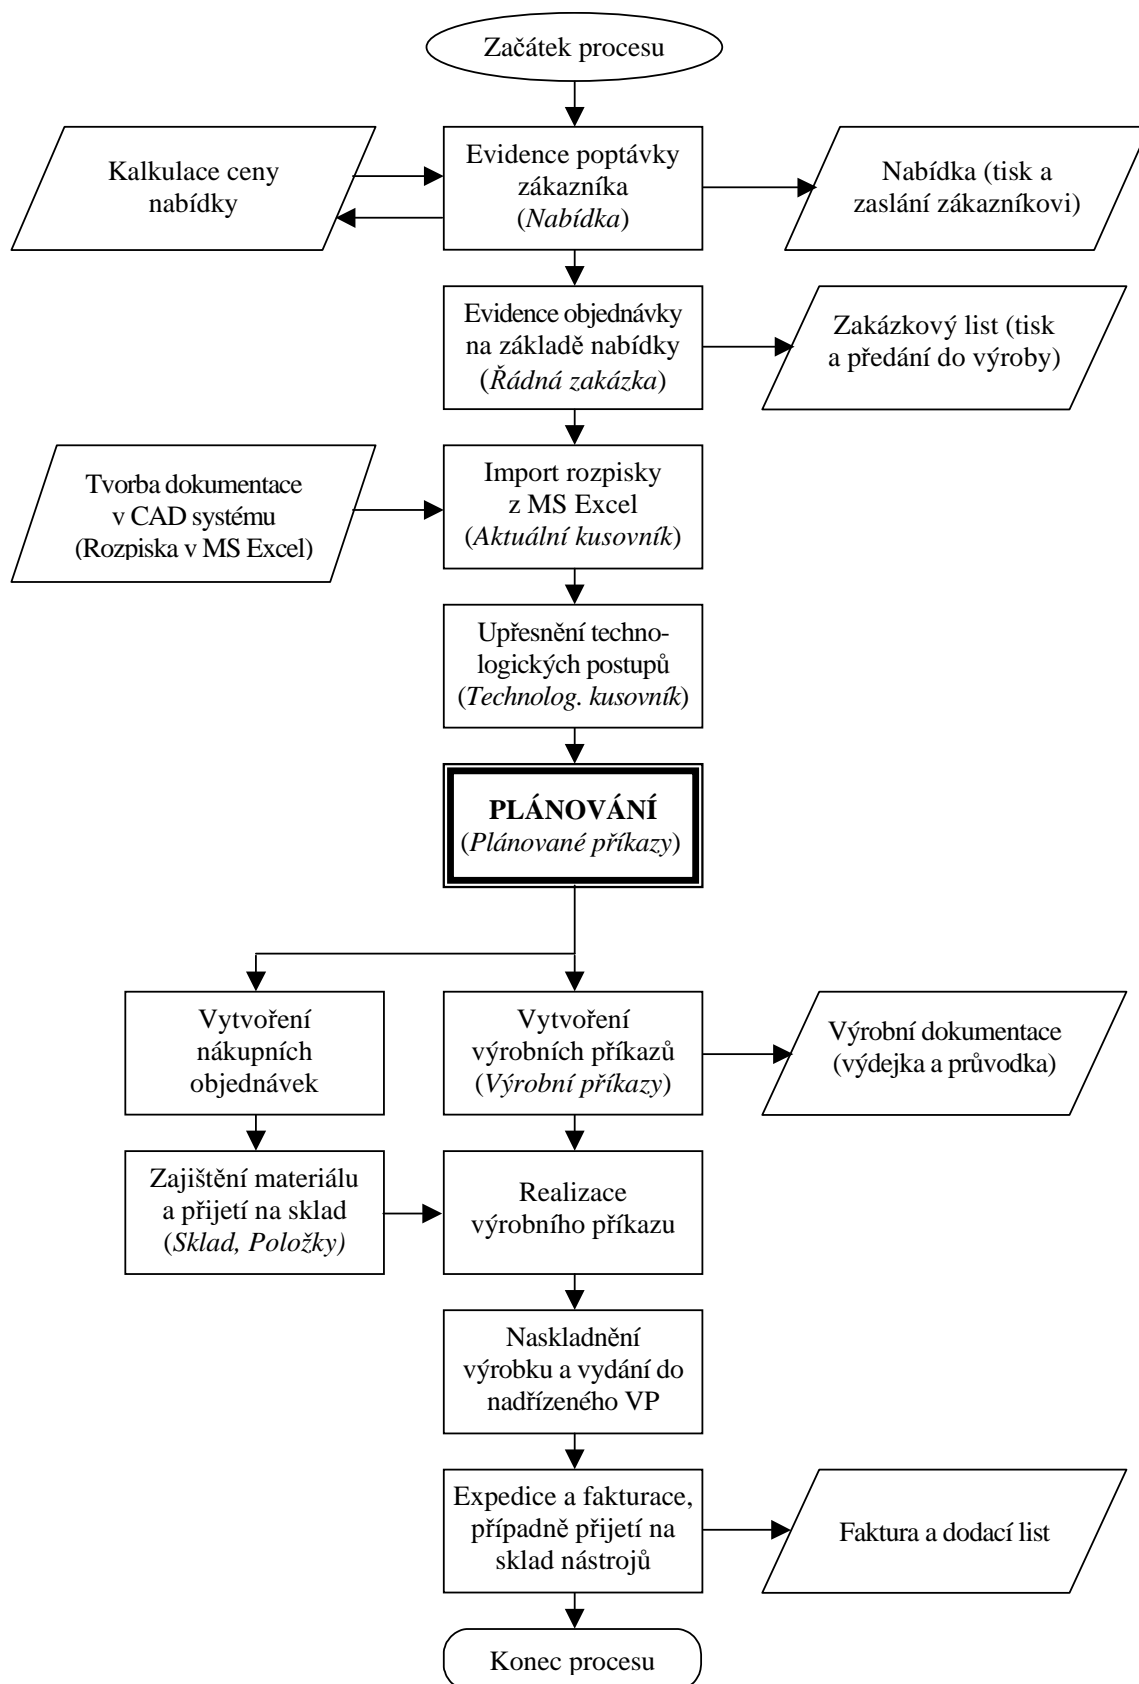 Začátek procesu
Kalkulace ceny
nabídky
Evidence poptávky
zákazníka
(Nabídka)
Nabídka (tisk a
zaslání zákazníkovi)
Evidence objednávky
na základě nabídky
(Řádná zakázka)
Zakázkový list (tisk
a předání do výroby)
Tvorba dokumentace
v CAD systému
(Rozpiska v MS Excel)
Import rozpisky
z MS Excel
(Aktuální kusovník)
Upřesnění techno-
logických postupů
(Technolog. kusovník)
PLÁNOVÁNÍ
(Plánované příkazy)
Vytvoření
nákupních
objednávek
Vytvoření
výrobních příkazů
(Výrobní příkazy)
Výrobní dokumentace
(výdejka a průvodka)
Zajištění materiálu
a přijetí na sklad
(Sklad, Položky)
Realizace
výrobního příkazu
Naskladnění
výrobku a vydání do
nadřízeného VP
Expedice a fakturace,
případně přijetí na
sklad nástrojů
Faktura a dodací list
Konec procesu